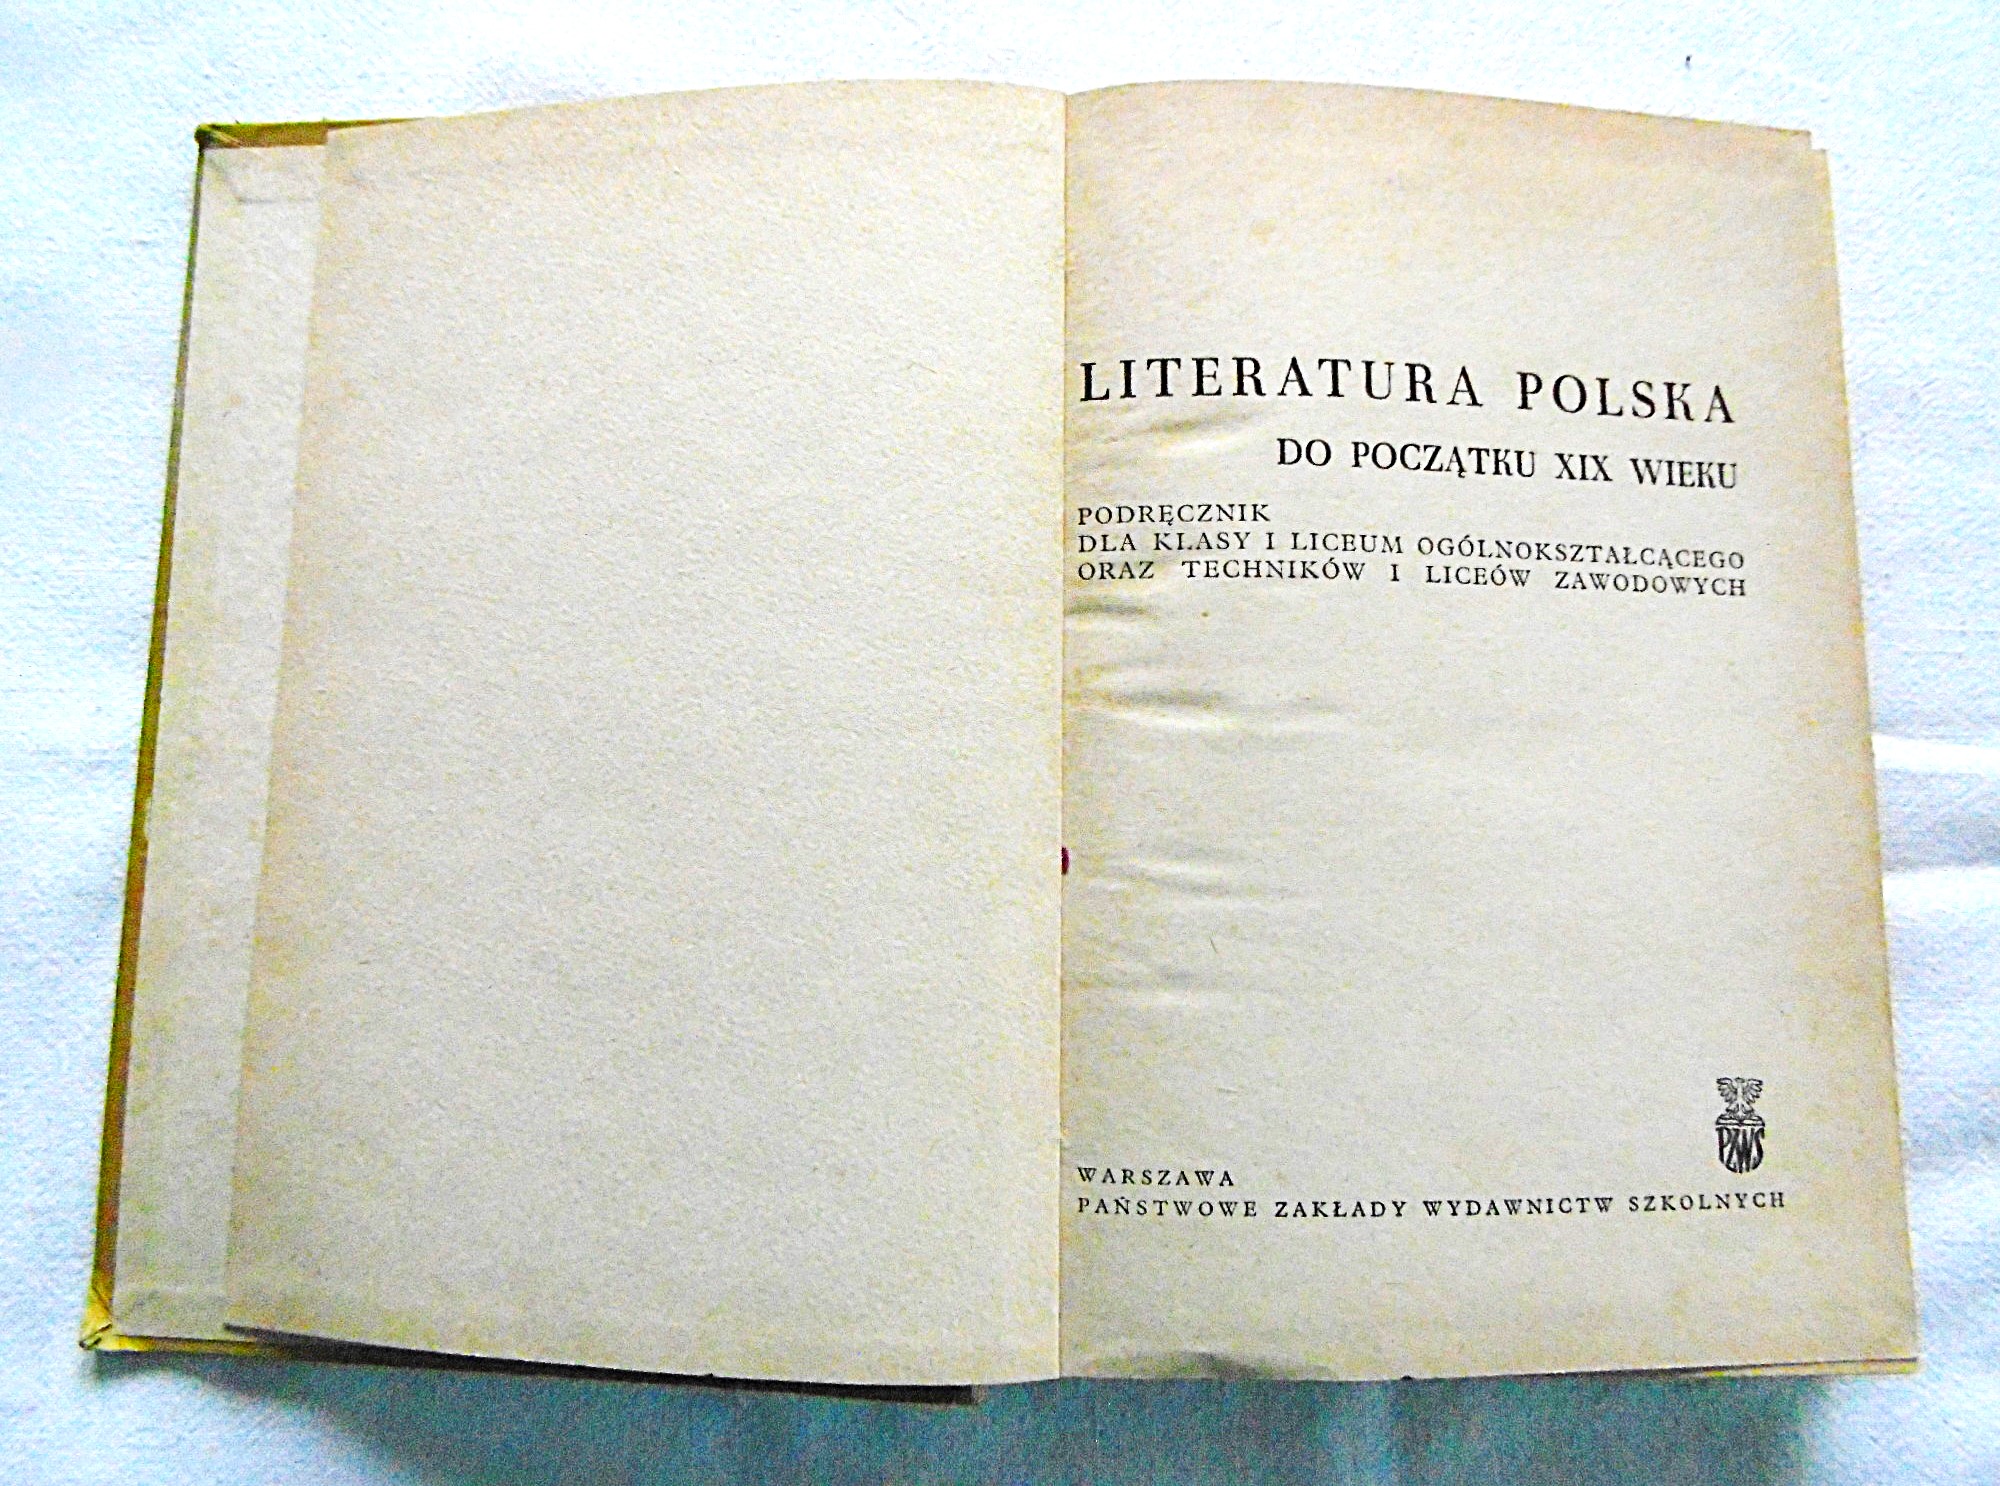 LITERATURA POLSKA
DO POCZĄTKU XIX WIEKU
PODRĘCZNIK
DLA KLASY I LICEUM OGÓLNOKSZTAŁCĄCEGO
ORAZ TECHNIKÓW I LICEÓW ZAWODOWYCH
PZWS
WARSZAWA
PAŃSTWOWE ZAKŁADY WYDAWNICTW SZKOLNYCH